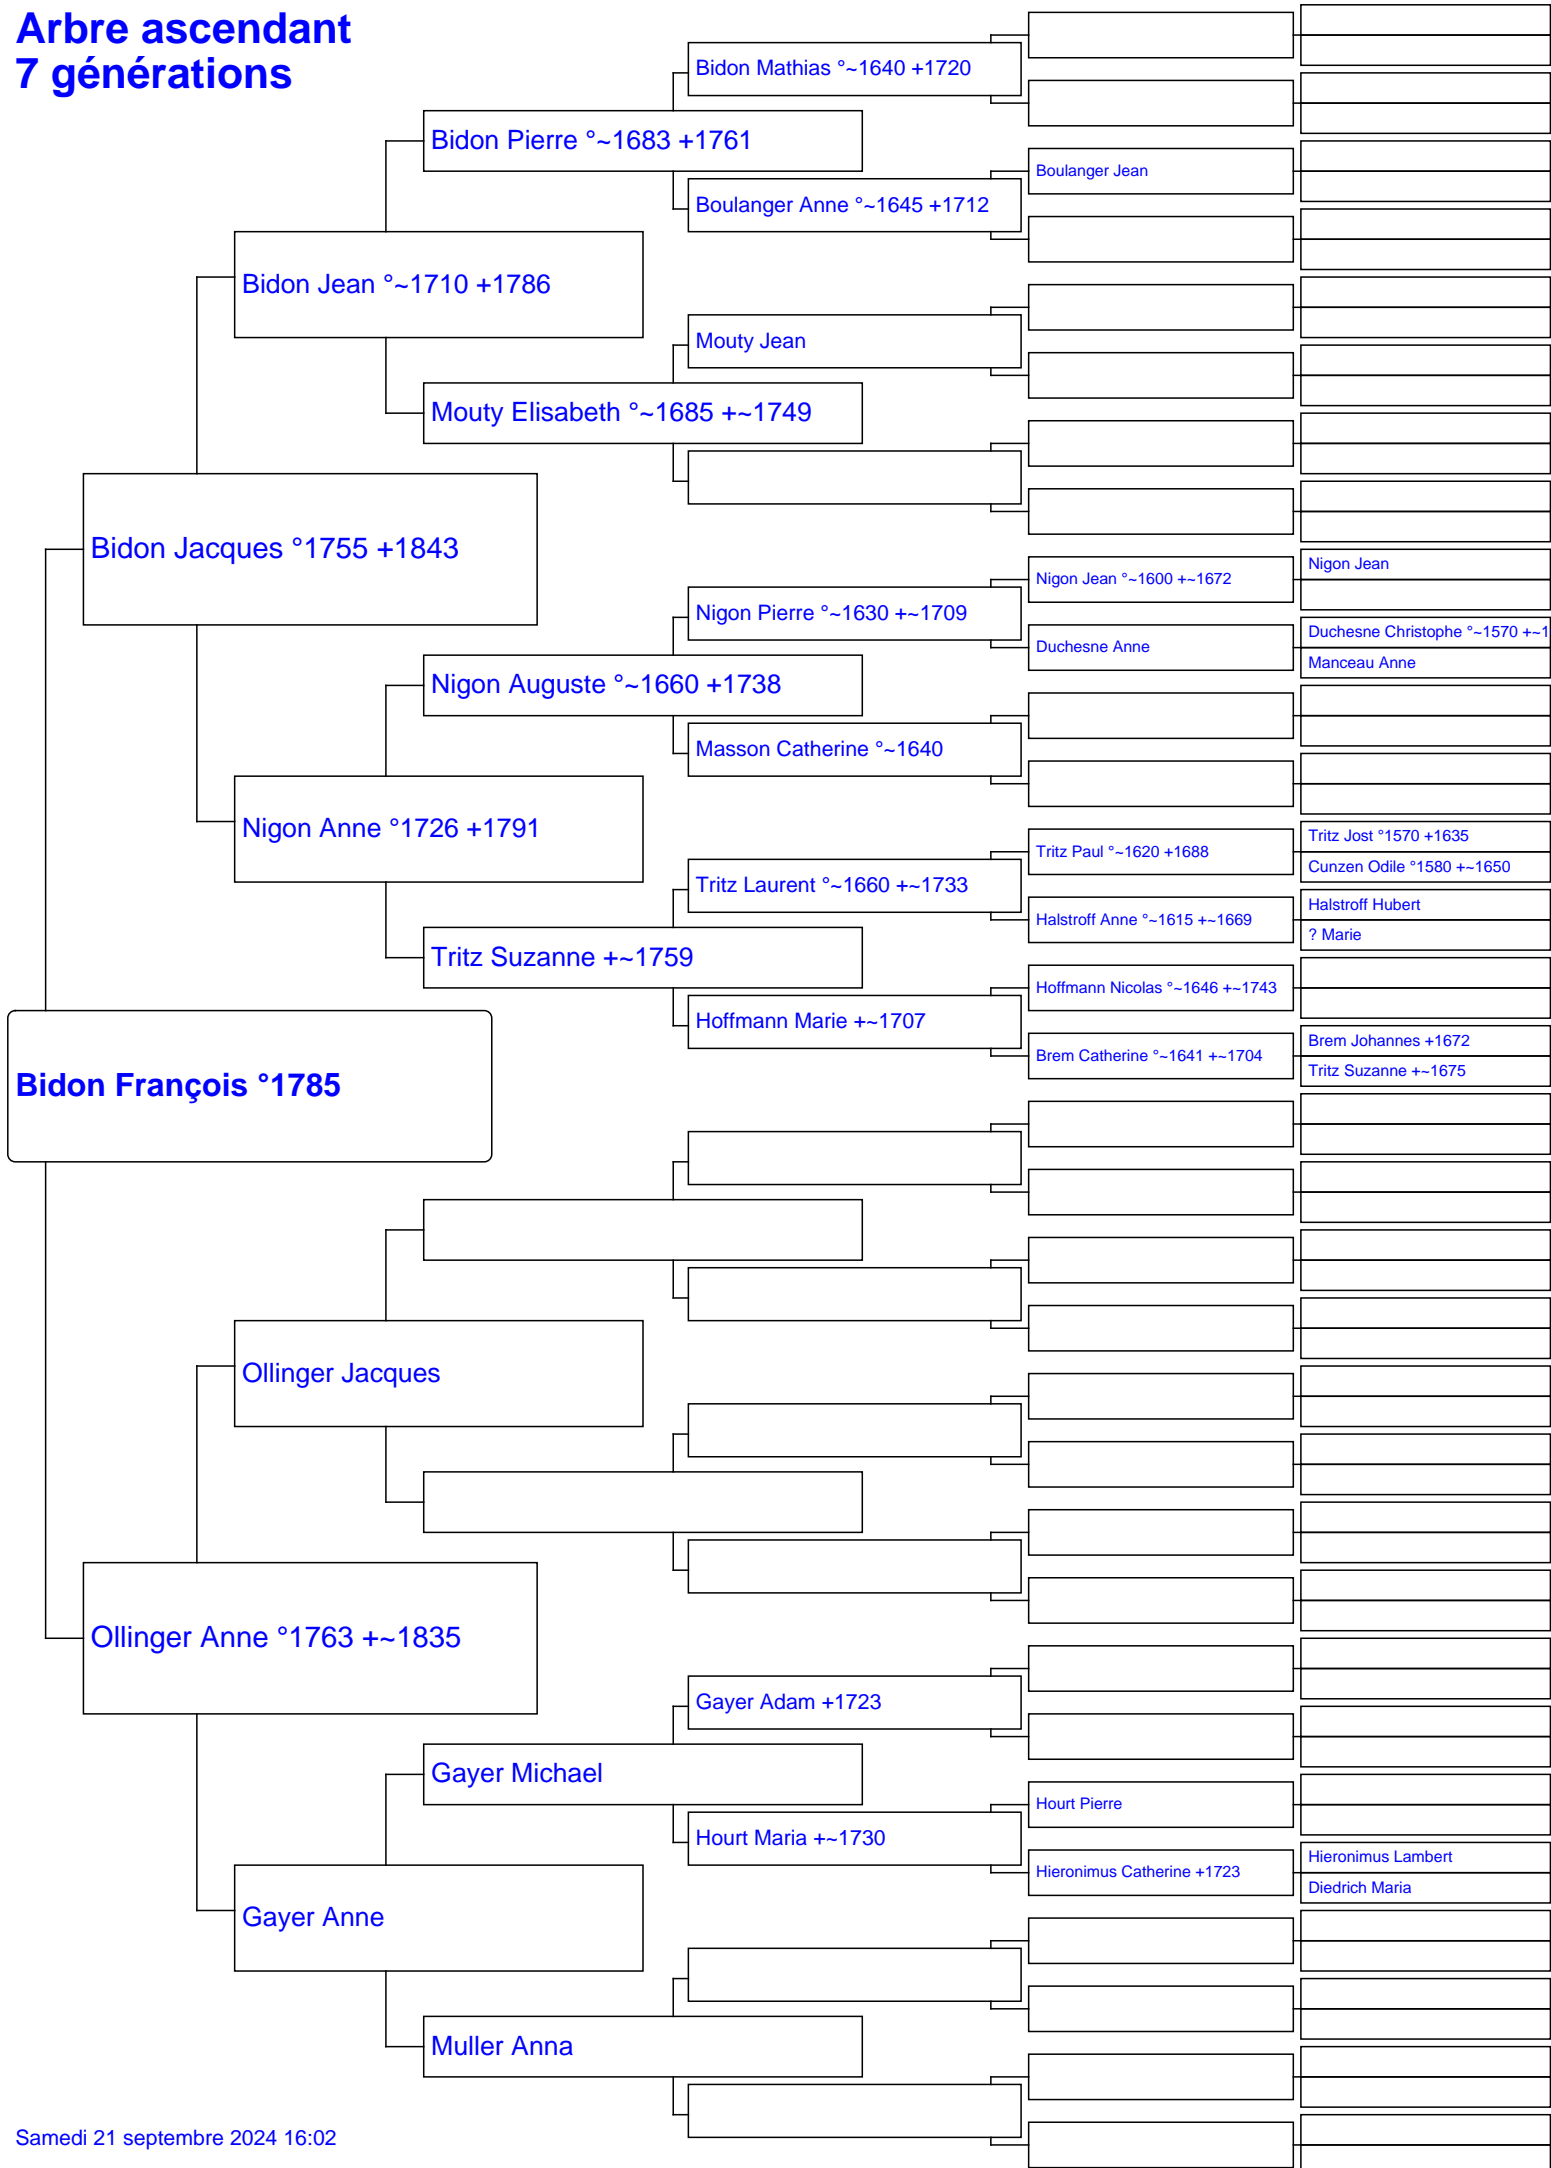 Arbre ascendant
7 générations
Bidon Mathias °~1640 +1720
Bidon Pierre °~1683 +1761
Boulanger Jean
Boulanger Anne °~1645 +1712
Bidon Jean °~1710 +1786
Mouty Jean
Mouty Elisabeth °~1685 +~1749
Bidon Jacques °1755 +1843
Nigon Jean
Nigon Jean °~1600 +~1672
Nigon Pierre °~1630 +~1709
Duchesne Christophe °~1570 +~1
Duchesne Anne
Manceau Anne
Nigon Auguste °~1660 +1738
Masson Catherine °~1640
Nigon Anne °1726 +1791
Tritz Jost °1570 +1635
Tritz Paul °~1620 +1688
Cunzen Odile °1580 +~1650
Tritz Laurent °~1660 +~1733
Halstroff Hubert
Halstroff Anne °~1615 +~1669
? Marie
Tritz Suzanne +~1759
Hoffmann Nicolas °~1646 +~1743
Hoffmann Marie +~1707
Brem Johannes +1672
Brem Catherine °~1641 +~1704
Tritz Suzanne +~1675
Bidon François °1785
Ollinger Jacques
Ollinger Anne °1763 +~1835
Gayer Adam +1723
Gayer Michael
Hourt Pierre
Hourt Maria +~1730
Hieronimus Lambert
Hieronimus Catherine +1723
Diedrich Maria
Gayer Anne
Muller Anna
Samedi 21 septembre 2024 16:02